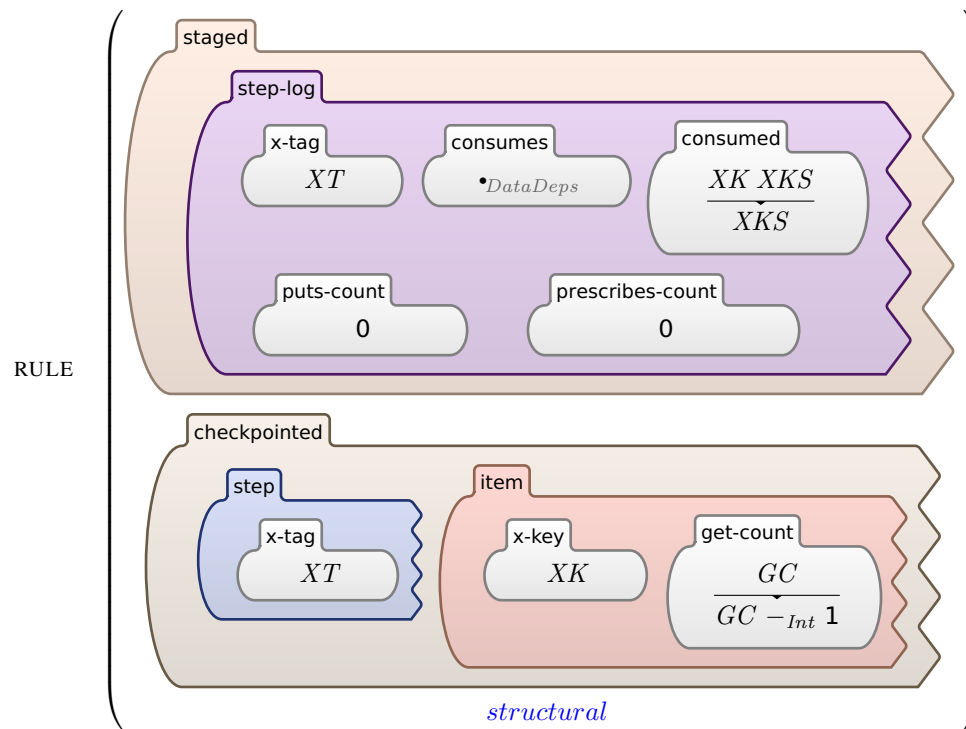 staged
step-log
x-tag consumes consumed
XT •DataDeps XK XKS
XKS
puts-count prescribes-count
0 0
RULE
checkpointed
step item
x-tag x-key get-count
XT XK GC
GC −Int 1
structural